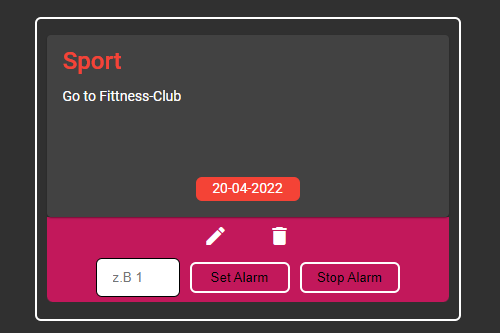 Sport
Go to Fittness-Club
20-04-2022
z.B 1
Set Alarm
Stop Alarm